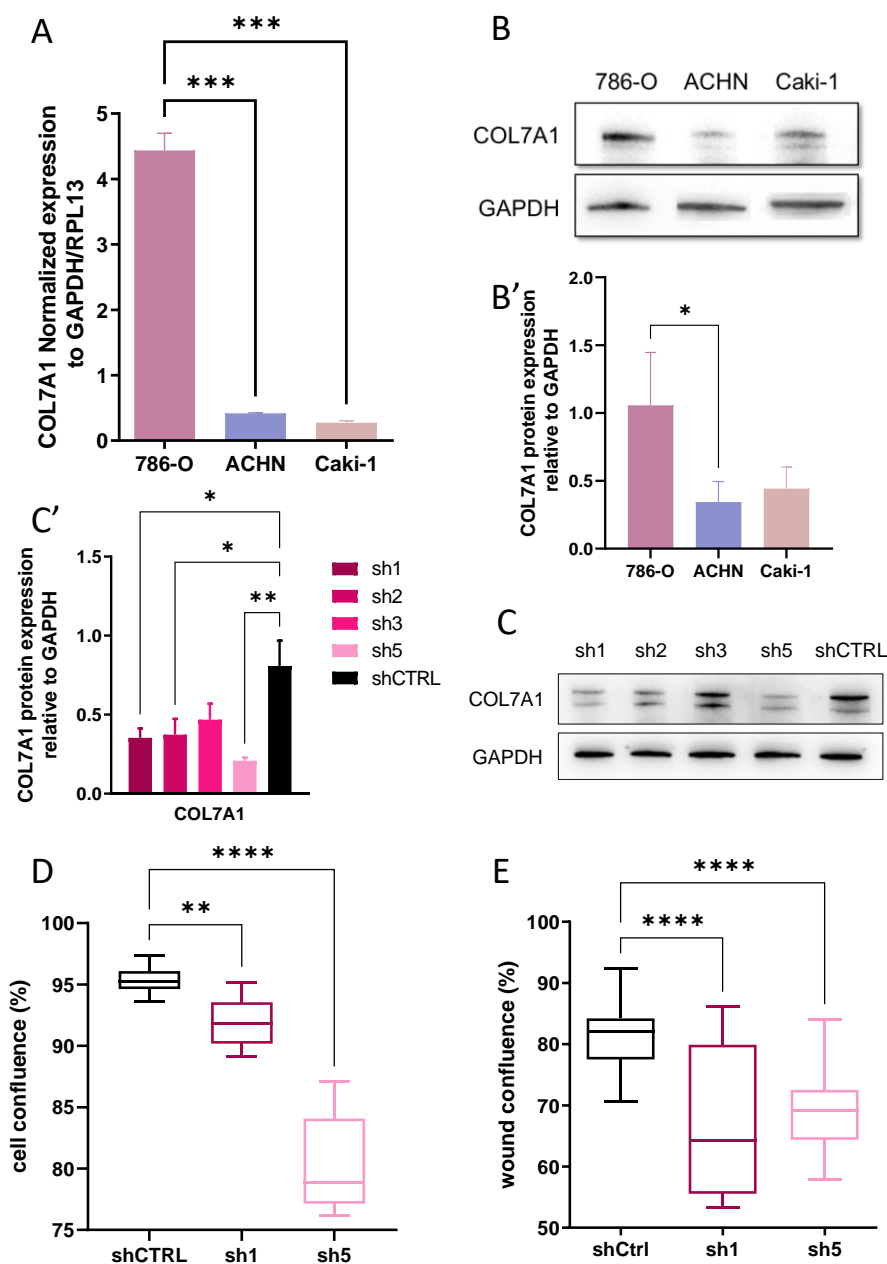 A
***
***
COL7A1 Normalized expression
to GAPDH/RPL13
5
4
3
2
1
0
786-O ACHN Caki-1
B
786-O ACHN Caki-1
COL7A1
GAPDH
B'
*
COL7A1 protein expression
relative to GAPDH
2.0
1.5
1.0
0.5
0.0
786-O ACHN Caki-1
C'
*
*
**
COL7A1 protein expression
relative to GAPDH
1.5
1.0
0.5
0.0
COL7A1
sh1
sh2
sh3
sh5
shCTRL
C
sh1 sh2 sh3 sh5 shCTRL
COL7A1
GAPDH
D
****
**
cell confluence (%)
100
95
90
85
80
75
shCTRL sh1 sh5
E
****
****
wound confluence (%)
100
90
80
70
60
50
shCtrl sh1 sh5